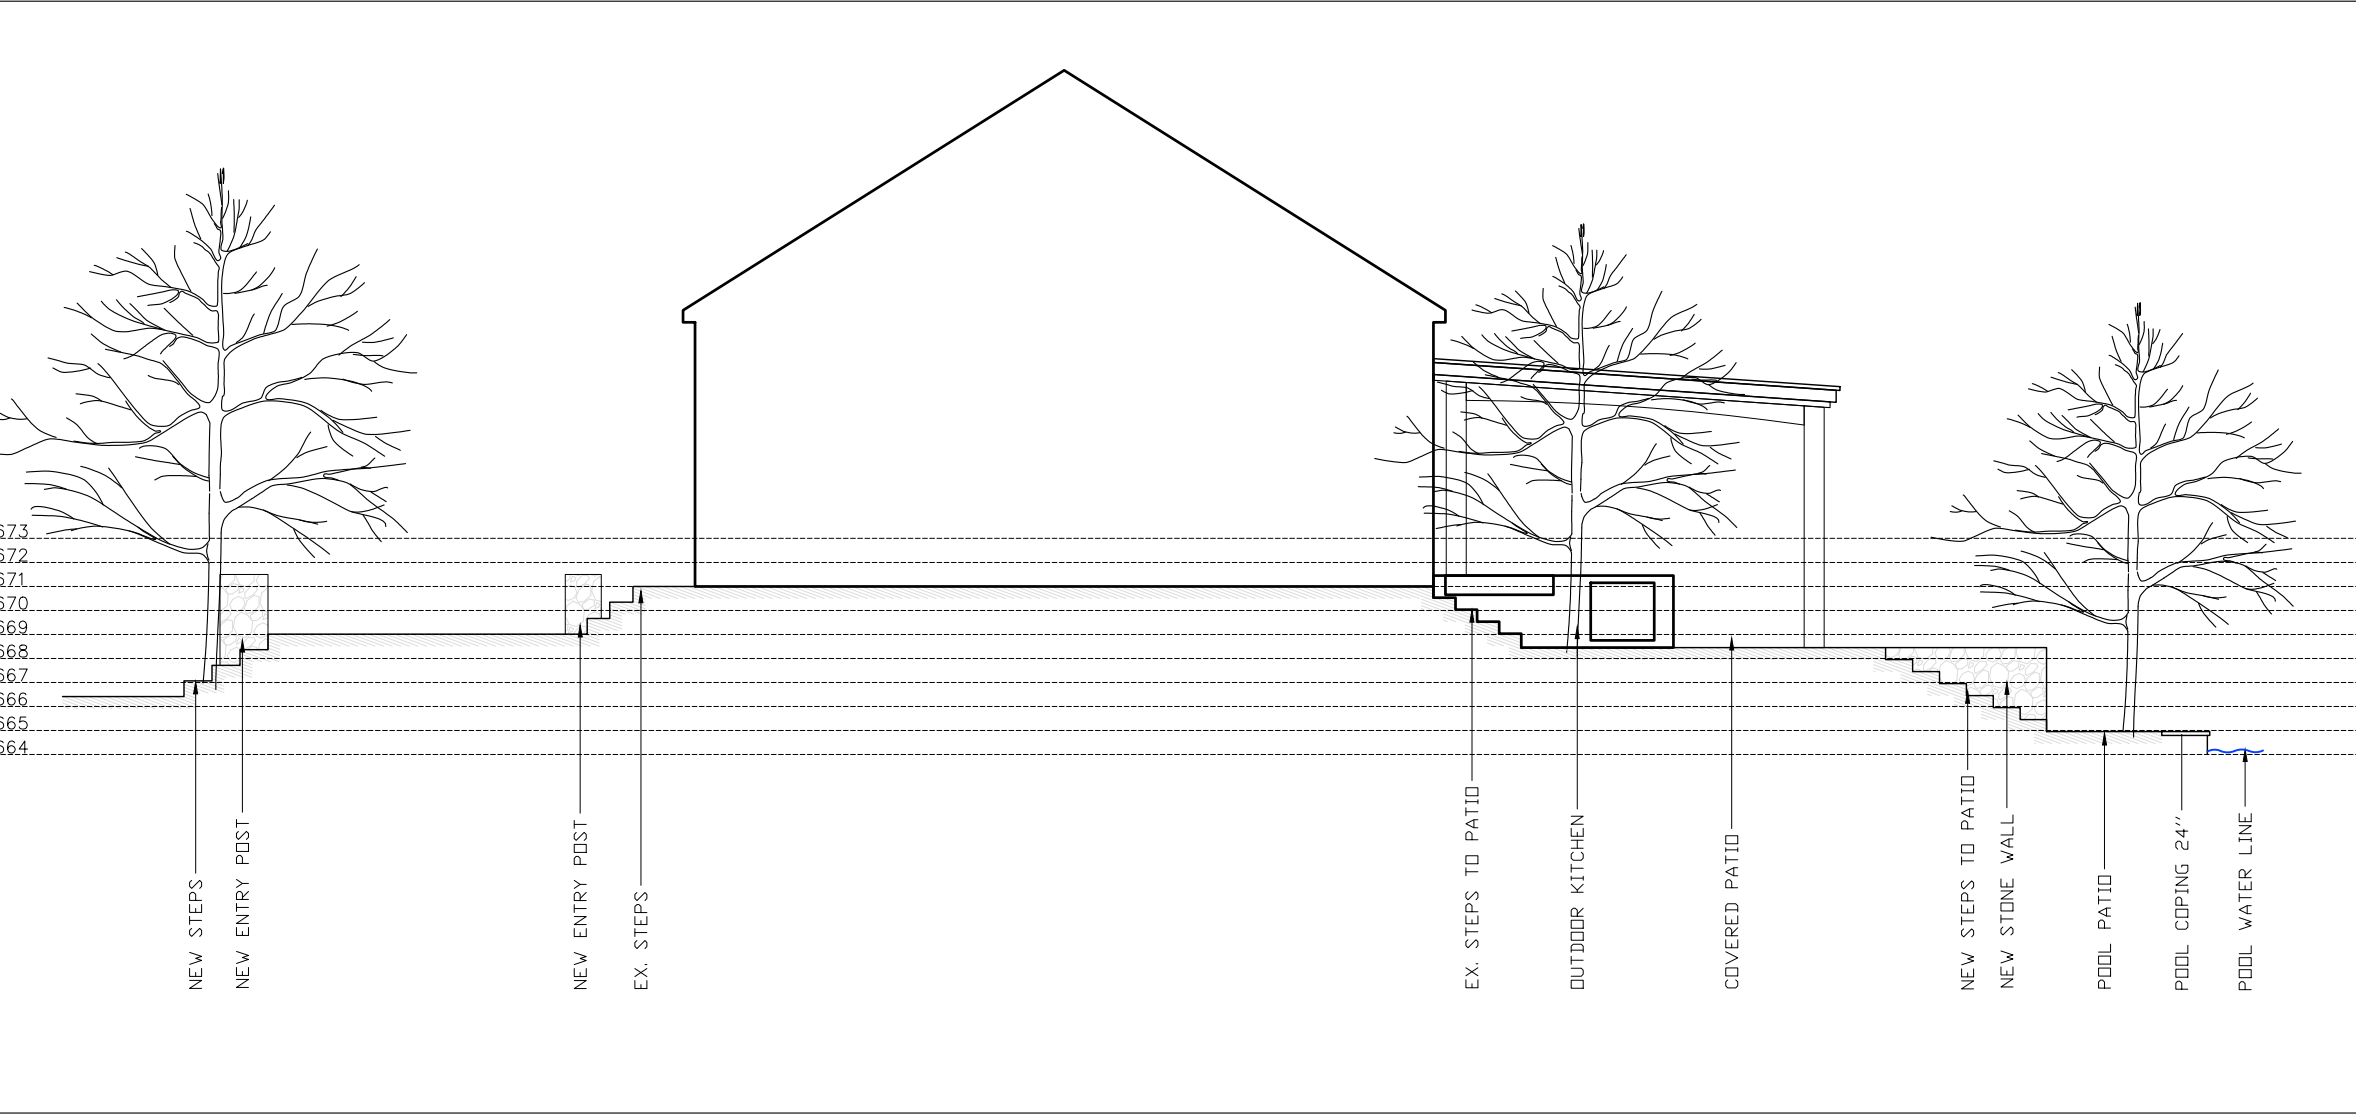 673
672
671
670
669
668
667
666
665
664
NEW STEPS
NEW ENTRY POST
NEW ENTRY POST
EX. STEPS
EX. STEPS TO PATIO
OUTDOOR KITCHEN
COVERED PATIO
NEW STEPS TO PATIO
NEW STONE WALL
POOL PATIO
POOL COPING 24''
POOL WATER LINE